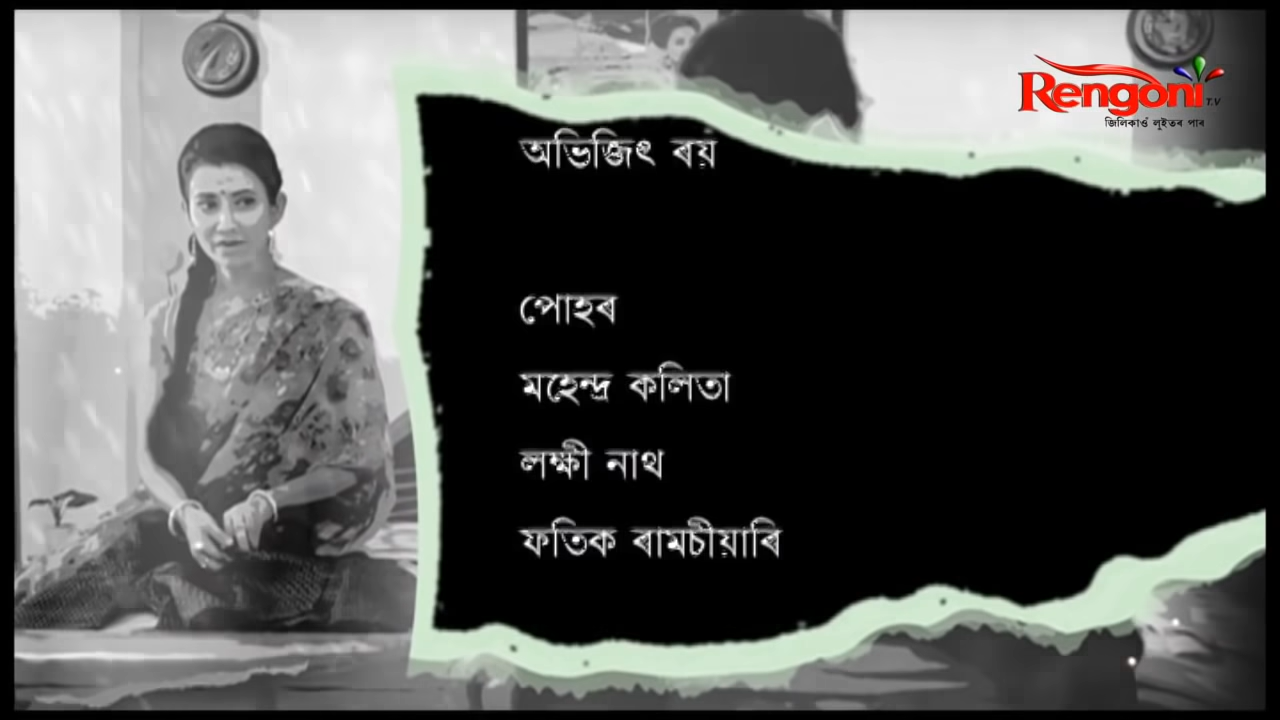 Rengoni T.V
জিলিকাওঁ লুইতৰ পাৰ
অভিজিৎ ৰয়
পোহৰ
মহেন্দ্ৰ কলিতা
লক্ষী নাথ
ফতিক ৰামচীয়াৰি